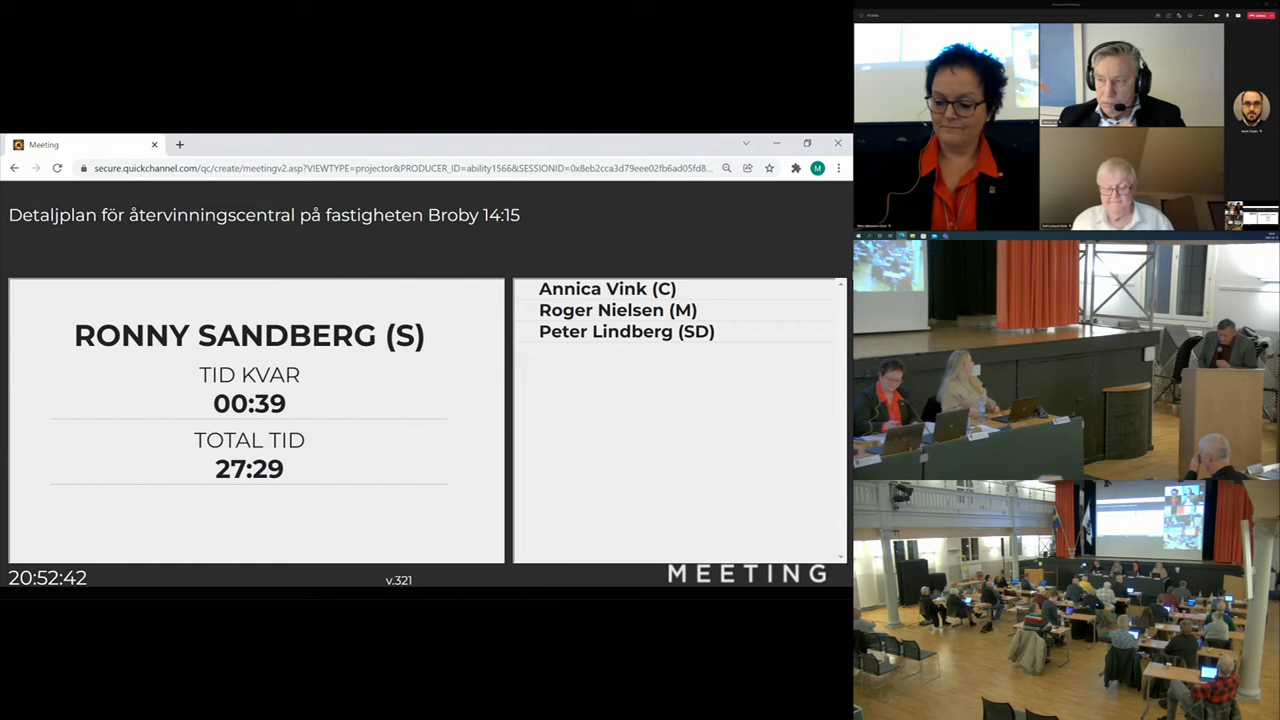 Meeting
secure.quickchannel.com/qc/create/meetingv2.asp?VIEWTYPE=projector&PRODUCER_ID=ability1566&SESSIONID=0x8eb2cca3d79eee02fb6ad05fd8...
M
Detaljplan för återvinningscentral på fastigheten Broby 14:15
RONNY SANDBERG (S)
TID KVAR
00:39
TOTAL TID
27:29
Annica Vink (C)
Roger Nielsen (M)
Peter Lindberg (SD)
20:52:42
v.321
MEETING